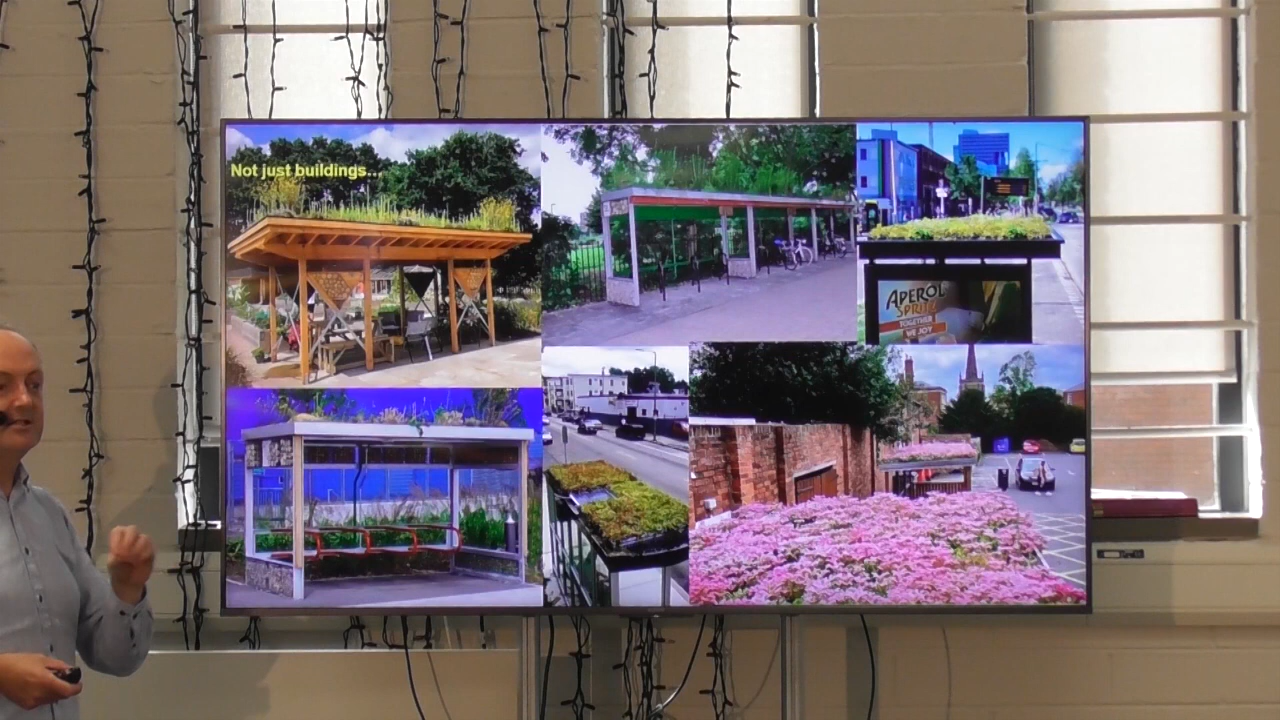 Not just buildings...
APEROL
SPRITZ
TOGETHER
WE JOY